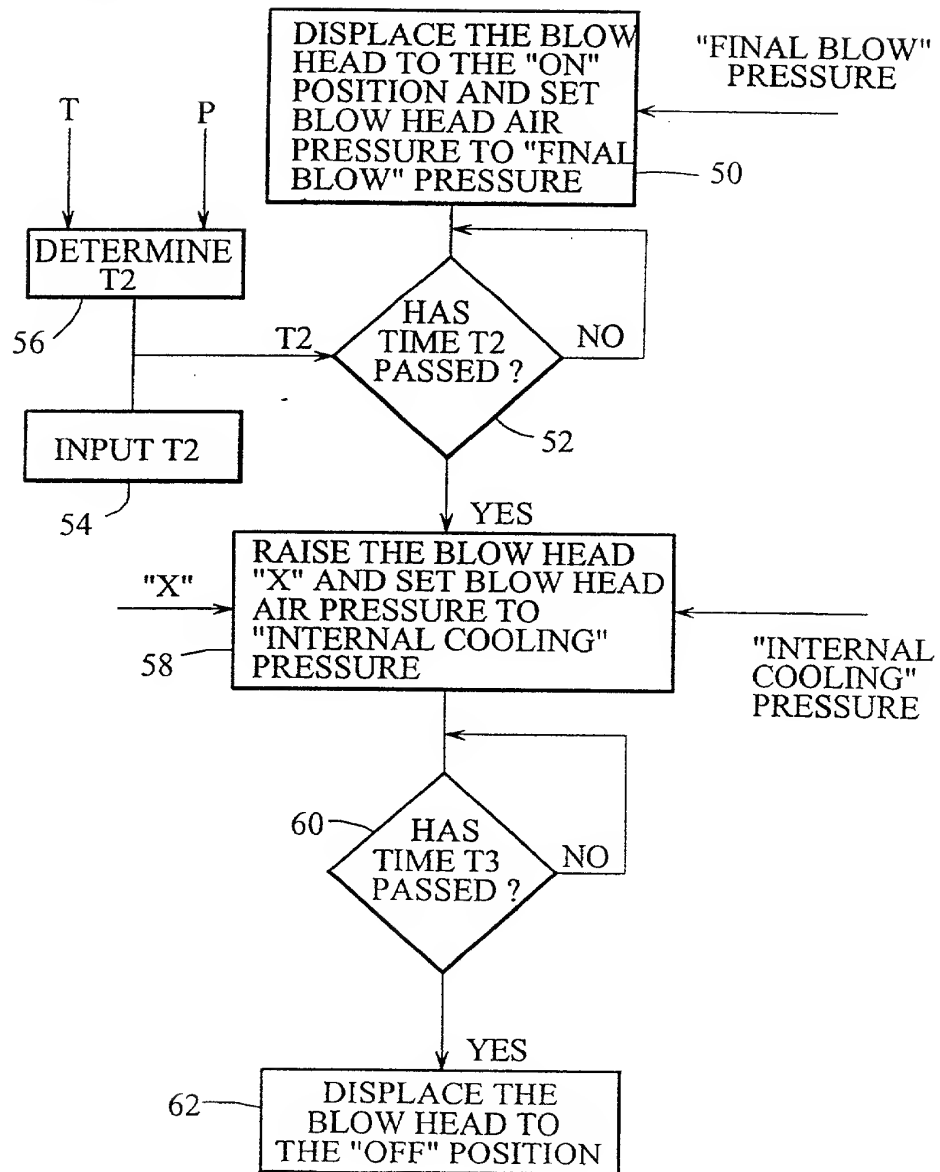 DISPLACE THE BLOW
HEAD TO THE "ON"
POSITION AND SET
BLOW HEAD AIR
PRESSURE TO "FINAL
BLOW" PRESSURE
"FINAL BLOW"
PRESSURE
50
T
P
DETERMINE
T2
56
T2
HAS
TIME T2
PASSED ?
NO
52
INPUT T2
54
YES
RAISE THE BLOW HEAD
"X" AND SET BLOW HEAD
AIR PRESSURE TO
"INTERNAL COOLING"
PRESSURE
"X"
58
"INTERNAL
COOLING"
PRESSURE
60
HAS
TIME T3
PASSED ?
NO
YES
62
DISPLACE THE
BLOW HEAD TO
THE "OFF" POSITION